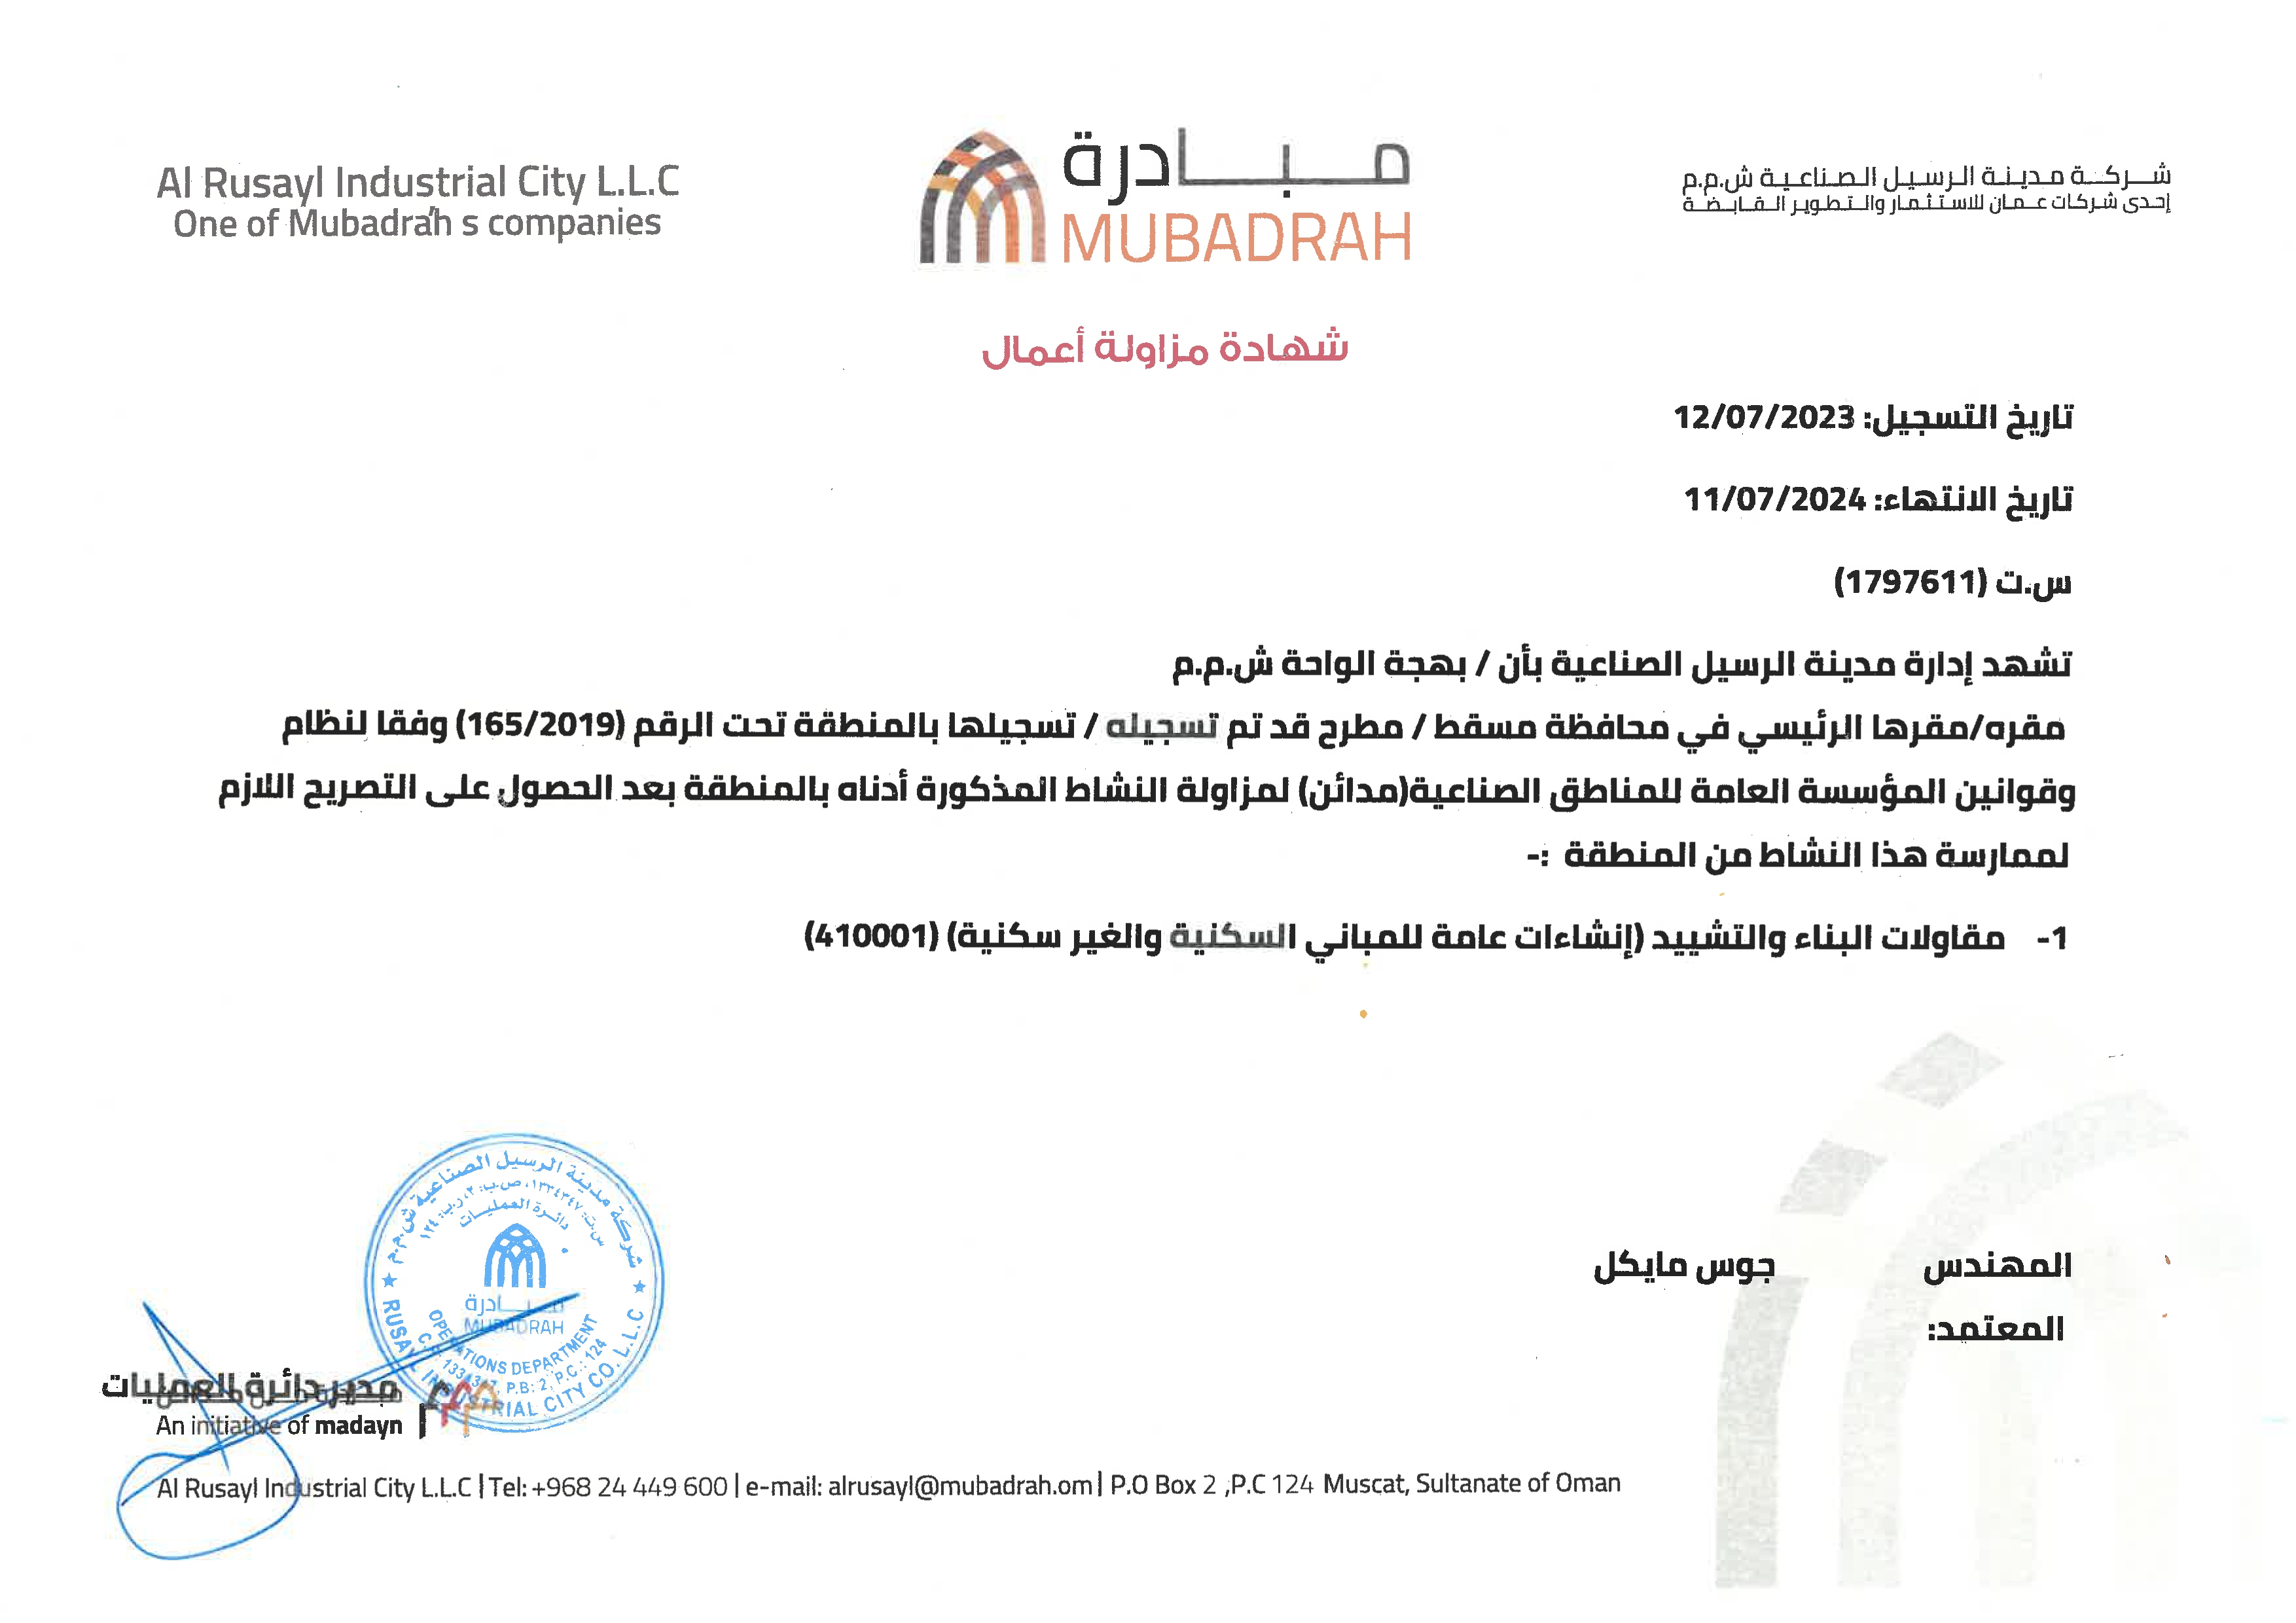 Al Rusayl Industrial City L.L.C
One of Mubadra'h s companies
مبادرة
MUBADRAH
شركة مدينة الرسيل الصناعية ش.م.م
إحدى شركات عمان للاستثمار والتطوير القابضة
شهادة مزاولة أعمال
تاريخ التسجيل: 12/07/2023
تاريخ الانتهاء: 11/07/2024
س.ت (1797611)
تشهد إدارة مدينة الرسيل الصناعية بأن / بهجة الواحة ش.م.م
مقره/مقرها الرئيسي في محافظة مسقط / مطرح قد تم تسجيله / تسجيلها بالمنطقة تحت الرقم (165/2019) وفقا لنظام
وقوانين المؤسسة العامة للمناطق الصناعية(مدائن) لمزاولة النشاط المذكورة أدناه بالمنطقة بعد الحصول على التصريح اللازم
لممارسة هذا النشاط من المنطقة :-
1- مقاولات البناء والتشييد (إنشاءات عامة للمباني السكنية والغير سكنية) (410001)
المهندس جوس مايكل
المعتمد:
شركة مدينة الرسيل الصناعية ش.م.م
س.ت: ١٣٣٤٣٤٧، ص.ب: ٢، ر.ب: ١٢٤
دائرة العمليات
مبادرة
MUBADRAH
OPERATIONS DEPARTMENT
C.R: 1334347, P.B: 2, P.C.: 124
RUSAYL INDUSTRIAL CITY CO. L.L.C
مدير دائرة العمليات
An initiative of madayn
Al Rusayl Industrial City L.L.C | Tel: +968 24 449 600 | e-mail: alrusayl@mubadrah.om | P.O Box 2 ,P.C 124 Muscat, Sultanate of Oman